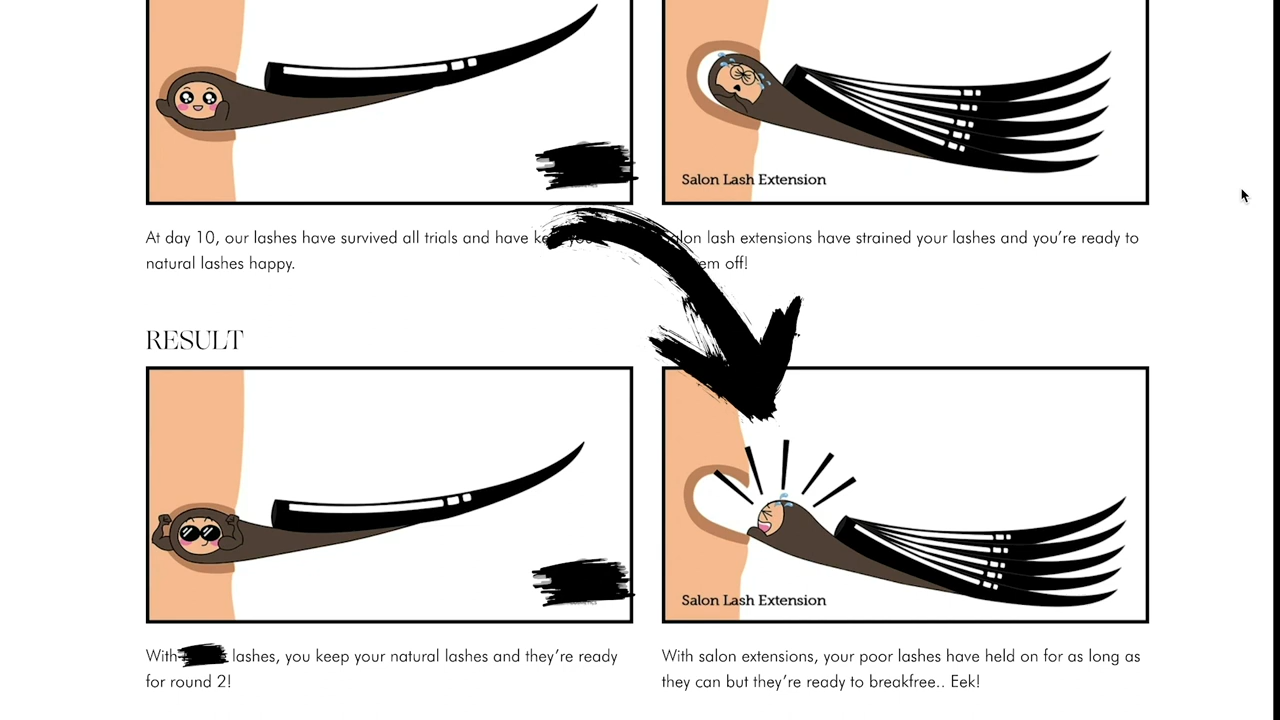 Salon Lash Extension
At day 10, our lashes have survived all trials and have
natural lashes happy.
lash extensions have strained your lashes and you're ready to
off!
RESULT
Salon Lash Extension
With lashes, you keep your natural lashes and they're ready
for round 2!
With salon extensions, your poor lashes have held on for as long as
they can but they're ready to breakfree.. Eek!